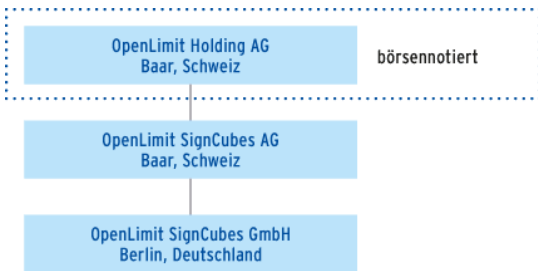 OpenLimit Holding AG
Baar, Schweiz
börsennotiert
OpenLimit SignCubes AG
Baar, Schweiz
OpenLimit SignCubes GmbH
Berlin, Deutschland